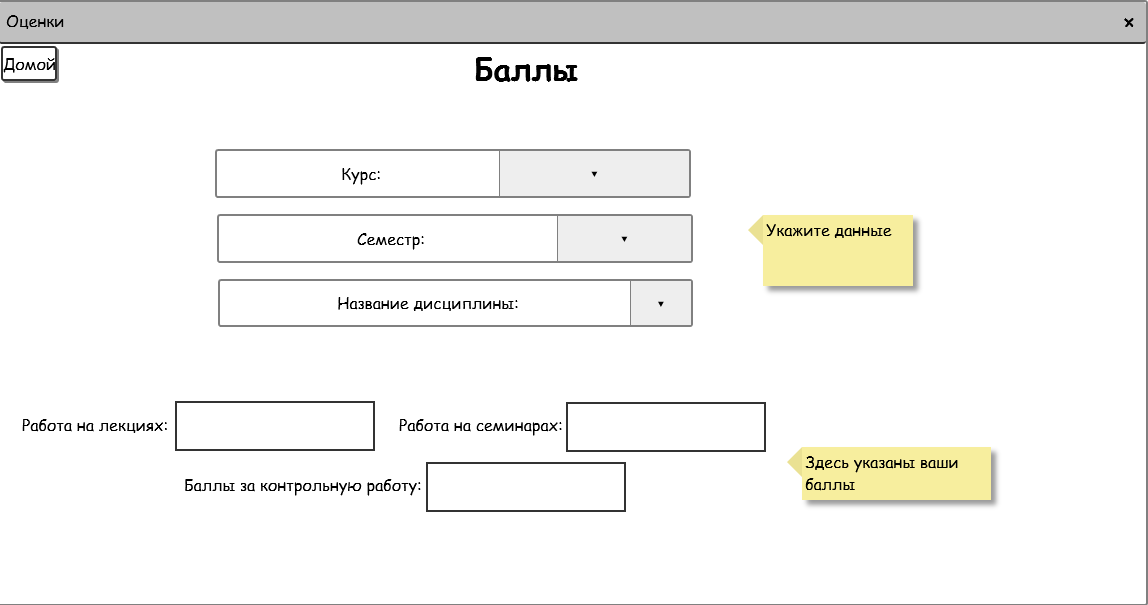 Оценки
Домой
Баллы
Курс:
Семестр:
Укажите данные
Название дисциплины:
Работа на лекциях:
Работа на семинарах:
Здесь указаны ваши
баллы
Баллы за контрольную работу: